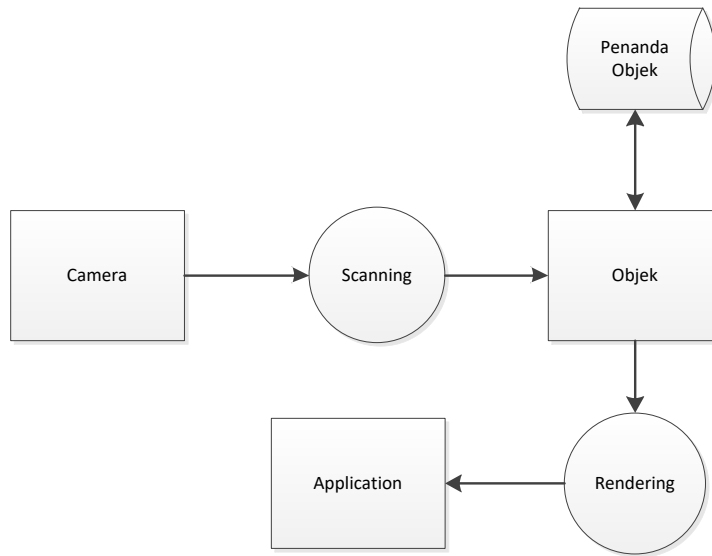 Penanda
Objek
Camera
Scanning
Objek
Application
Rendering